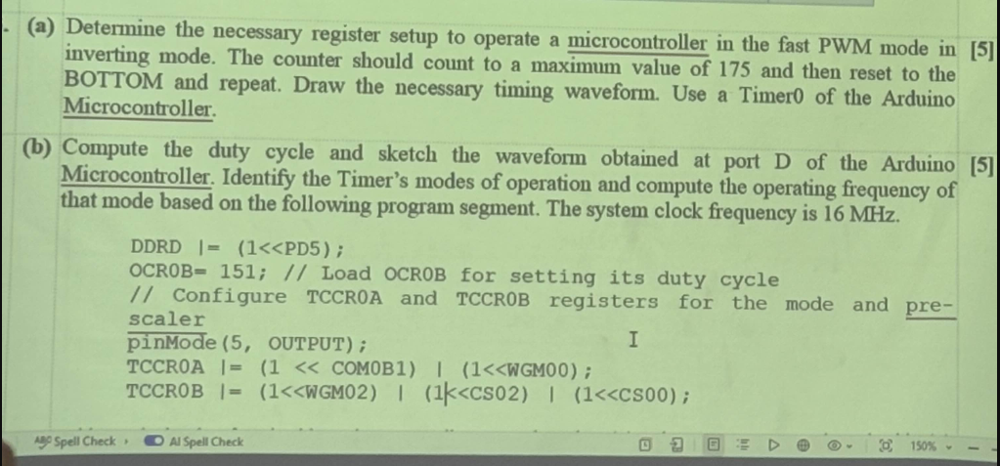 (a) Determine the necessary register setup to operate a microcontroller in the fast PWM mode in [5]
inverting mode. The counter should count to a maximum value of 175 and then reset to the
BOTTOM and repeat. Draw the necessary timing waveform. Use a Timer0 of the Arduino
Microcontroller.
(b) Compute the duty cycle and sketch the waveform obtained at port D of the Arduino [5]
Microcontroller. Identify the Timer's modes of operation and compute the operating frequency of
that mode based on the following program segment. The system clock frequency is 16 MHz.
DDRD |= (1<<PD5);
OCR0B= 151; // Load OCR0B for setting its duty cycle
// Configure TCCR0A and TCCR0B registers for the mode and pre-
scaler
pinMode(5, OUTPUT);
TCCR0A |= (1 << COM0B1) | (1<<WGM00);
TCCR0B |= (1<<WGM02) | (1<<CS02) | (1<<CS00);
ABC Spell Check AI Spell Check 150%